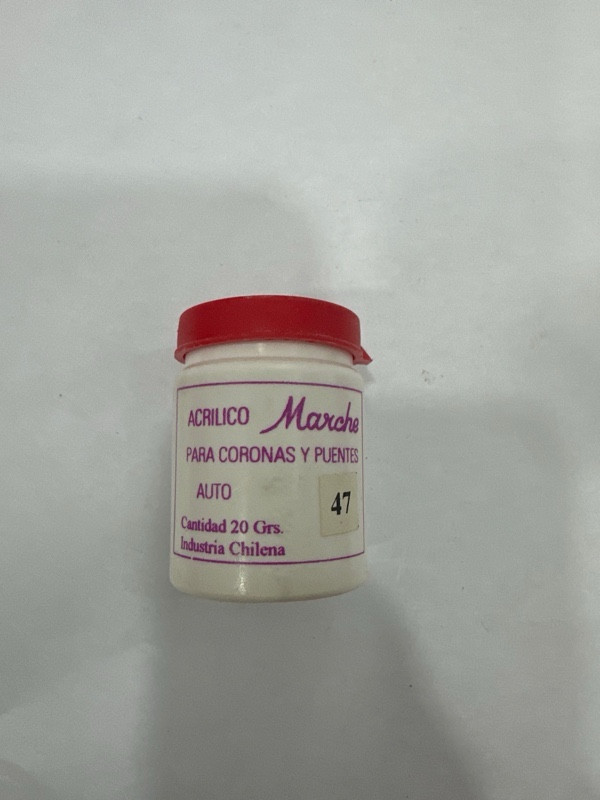 ACRILICO Marche
PARA CORONAS Y PUENTES
AUTO
47
Cantidad 20 Grs.
Industria Chilena